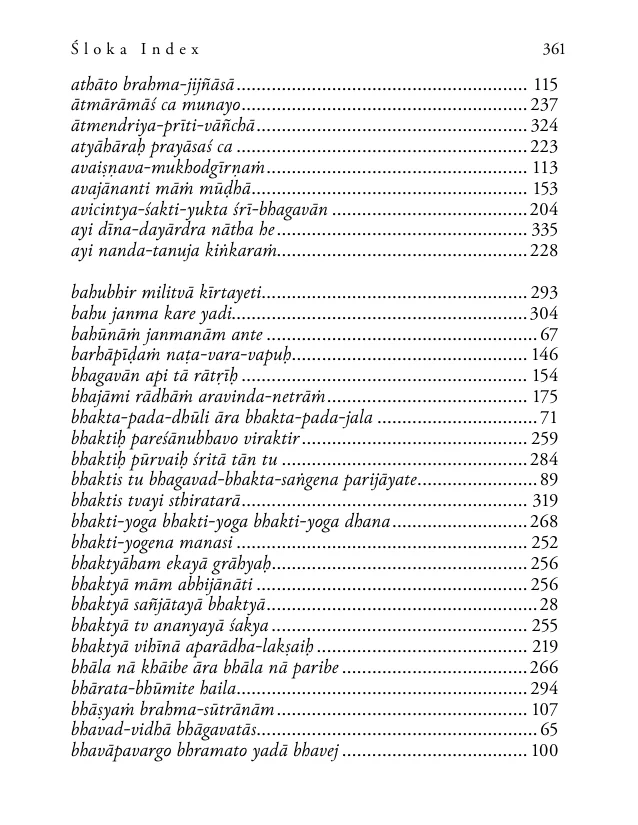 Śloka Index 361
athāto brahma-jijñāsā ........................................................... 115
ātmārāmāś ca munayo .......................................................... 237
ātmendriya-prīti-vāñchā ....................................................... 324
atyāhāraḥ prayāsaś ca ........................................................... 223
avaiṣṇava-mukhodgīrṇaṁ ..................................................... 113
avajānanti māṁ mūḍhā ........................................................ 153
avicintya-śakti-yukta śrī-bhagavān ........................................ 204
ayi dīna-dayārdra nātha he ................................................... 335
ayi nanda-tanuja kiṅkaraṁ ................................................... 228
bahubhir militvā kīrtayeti ...................................................... 293
bahu janma kare yadi ............................................................ 304
bahūnāṁ janmanām ante ....................................................... 67
barhāpīḍaṁ naṭa-vara-vapuḥ ................................................ 146
bhagavān api tā rātṛīḥ .......................................................... 154
bhajāmi rādhāṁ aravinda-netrāṁ ......................................... 175
bhakta-pada-dhūli āra bhakta-pada-jala ................................. 71
bhaktiḥ pareśānubhavo viraktir .............................................. 259
bhaktiḥ pūrvaiḥ śritā tān tu .................................................. 284
bhaktis tu bhagavad-bhakta-saṅgena parijāyate ......................... 89
bhaktis tvayi sthiratarā .......................................................... 319
bhakti-yoga bhakti-yoga bhakti-yoga dhana ............................ 268
bhakti-yogena manasi ........................................................... 252
bhaktyāham ekayā grāhyaḥ .................................................... 256
bhaktyā mām abhijānāti ....................................................... 256
bhaktyā sañjātayā bhaktyā ....................................................... 28
bhaktyā tv ananyayā śakya .................................................... 255
bhaktyā vihīnā aparādha-lakṣaiḥ ........................................... 219
bhāla nā khāibe āra bhāla nā paribe ...................................... 266
bhārata-bhūmite haila ........................................................... 294
bhāṣyaṁ brahma-sūtrānām ................................................... 107
bhavad-vidhā bhāgavatās ......................................................... 65
bhavāpavargo bhramato yadā bhavej ...................................... 100